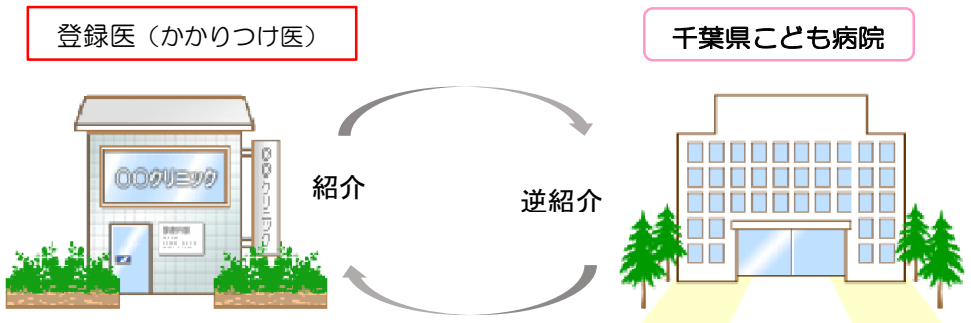 登録医（かかりつけ医）
千葉県こども病院
〇〇クリニック
〇〇クリニック
紹介
逆紹介